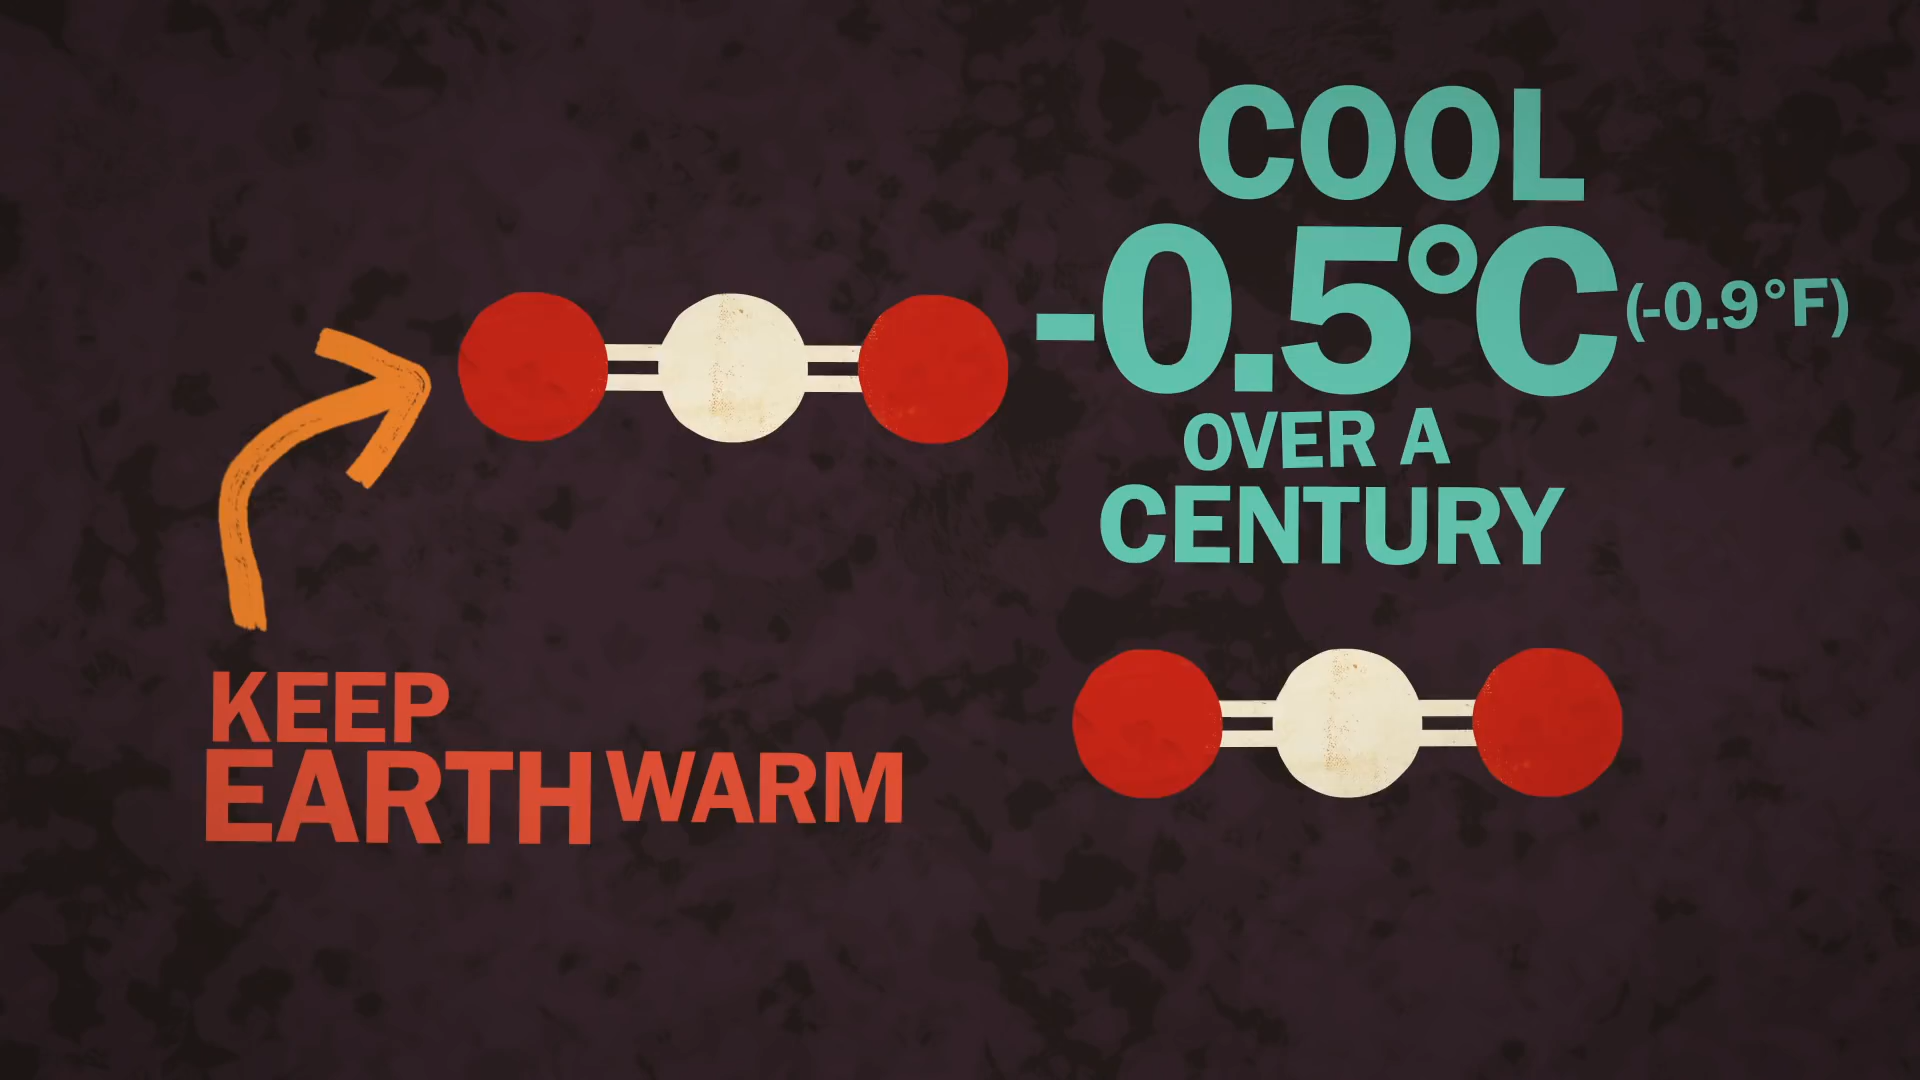 COOL
-0.5°C (-0.9°F)
OVER A
CENTURY
KEEP
EARTH WARM